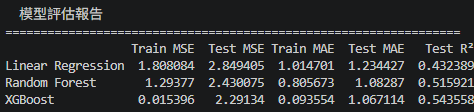 模型評估報告
==================================================================
Train MSE Test MSE Train MAE Test MAE Test R²
Linear Regression 1.808084 2.849405 1.014701 1.234427 0.432389
Random Forest 1.29377 2.430075 0.805673 1.08287 0.515921
XGBoost 0.015396 2.29134 0.093554 1.067114 0.543558